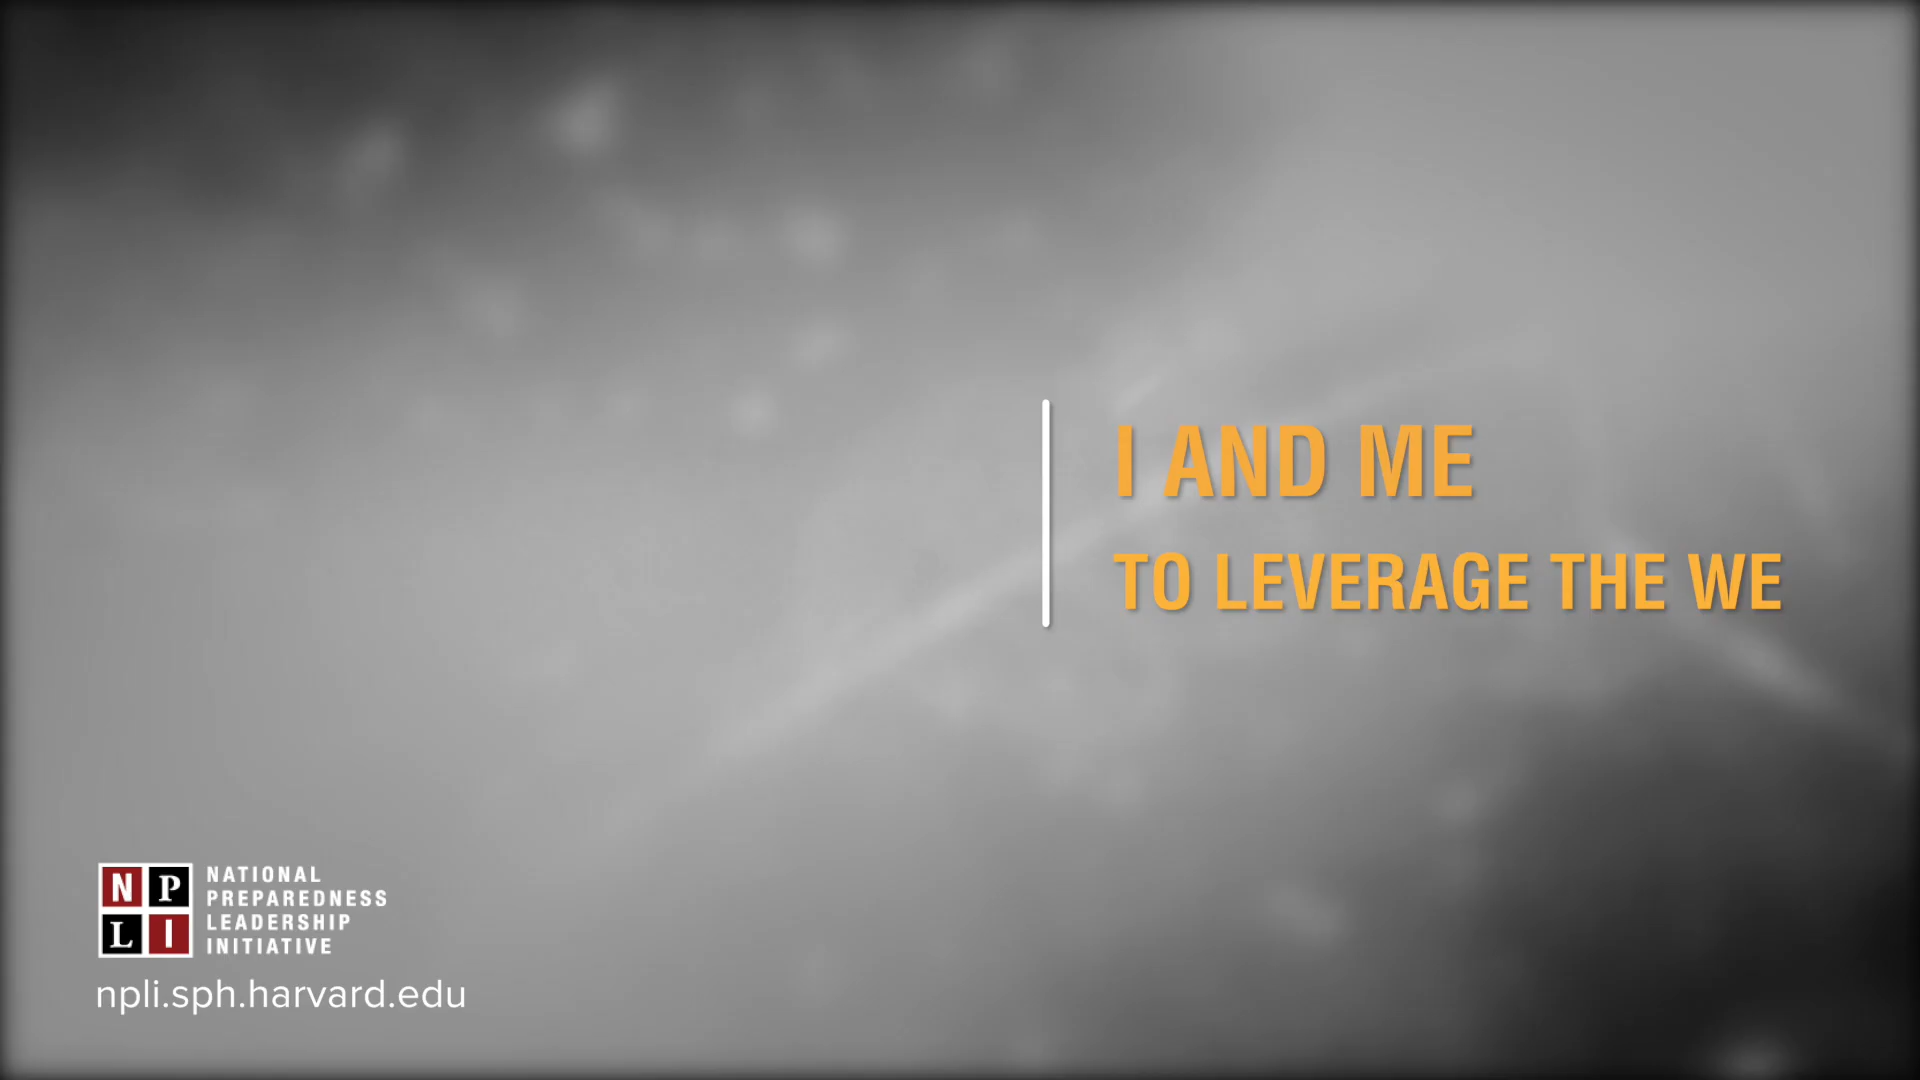 I AND ME
TO LEVERAGE THE WE
N P
L I
NATIONAL
PREPAREDNESS
LEADERSHIP
INITIATIVE
npli.sph.harvard.edu